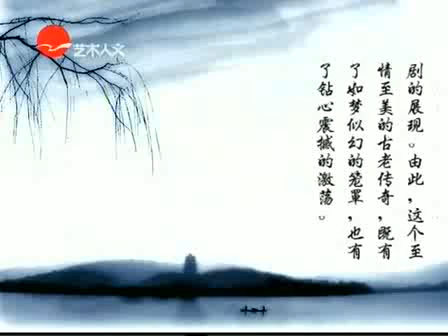 艺术人文
剧的展现。由此，这个至
情至美的古老传奇，既有
了如梦似幻的笼罩，也有
了钻心震撼的激荡。